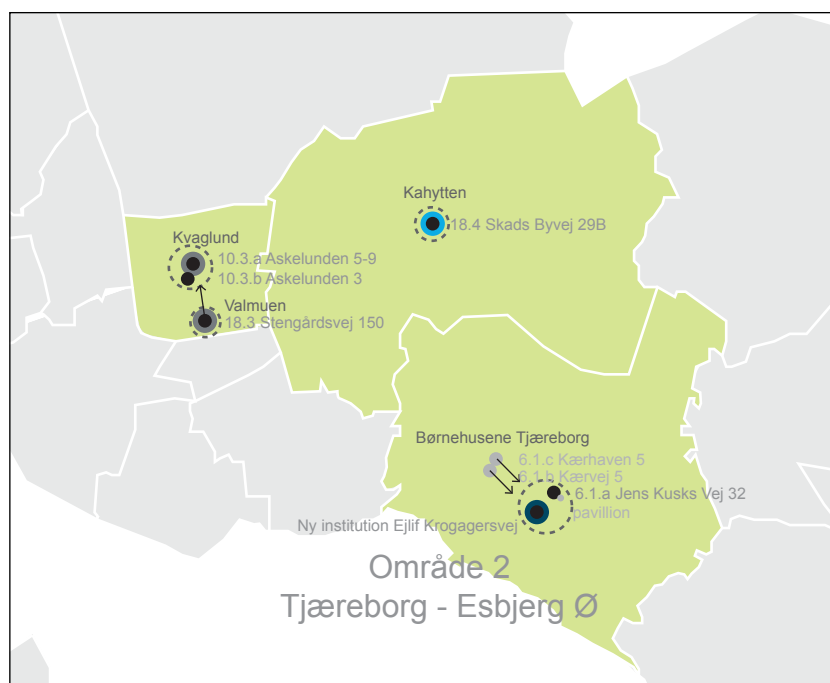 Kahytten
18.4 Skads Byvej 29B
Kvaglund
10.3.a Askelunden 5-9
10.3.b Askelunden 3
Valmuen
18.3 Stengårdsvej 150
Børnehusene Tjæreborg
6.1.c Kærhaven 5
6.1.b Kærvej 5
6.1.a Jens Kusks Vej 32
pavillion
Ny institution Ejlif Krogagersvej
Område 2
Tjæreborg - Esbjerg Ø